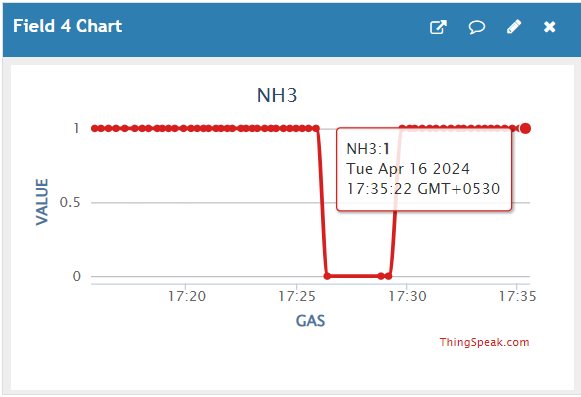 Field 4 Chart
NH3
1
NH3:1
Tue Apr 16 2024
17:35:22 GMT+0530
0.5
0
VALUE
17:20 17:25 17:30 17:35
GAS
ThingSpeak.com